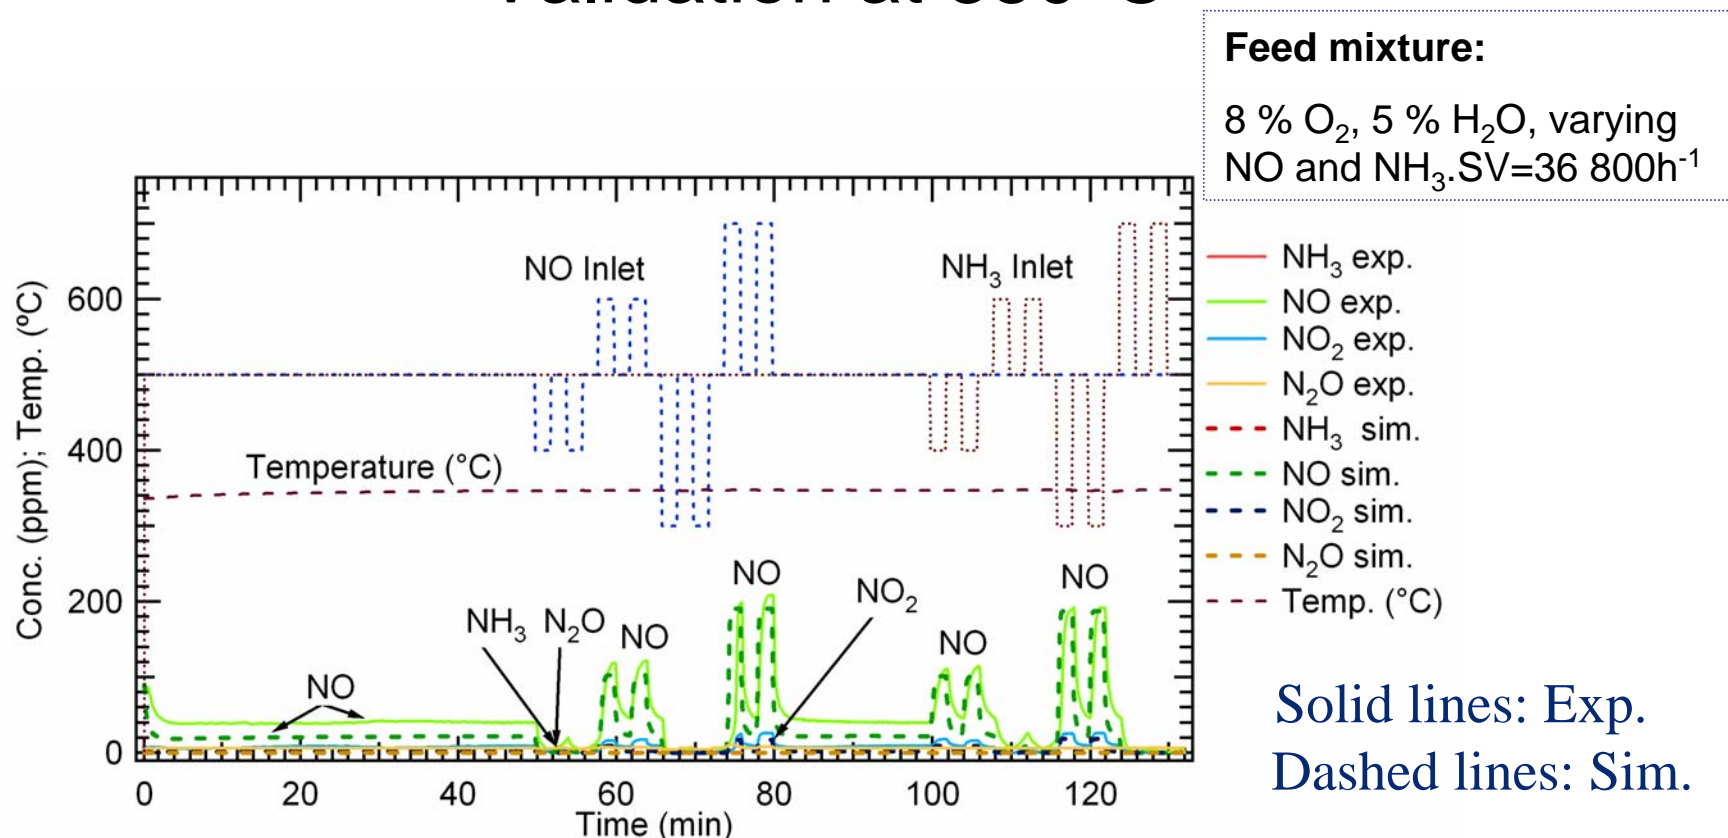 Feed mixture:
8 % O₂, 5 % H₂O, varying
NO and NH₃.SV=36 800h⁻¹
Conc. (ppm); Temp. (ºC)
600
400
200
0
NO Inlet
NH₃ Inlet
Temperature (°C)
NO
NO₂
NO
NH₃
N₂O
NO
NO
NO
0
20
40
60
80
100
120
Time (min)
NH₃ exp.
NO exp.
NO₂ exp.
N₂O exp.
NH₃ sim.
NO sim.
NO₂ sim.
N₂O sim.
Temp. (°C)
Solid lines: Exp.
Dashed lines: Sim.